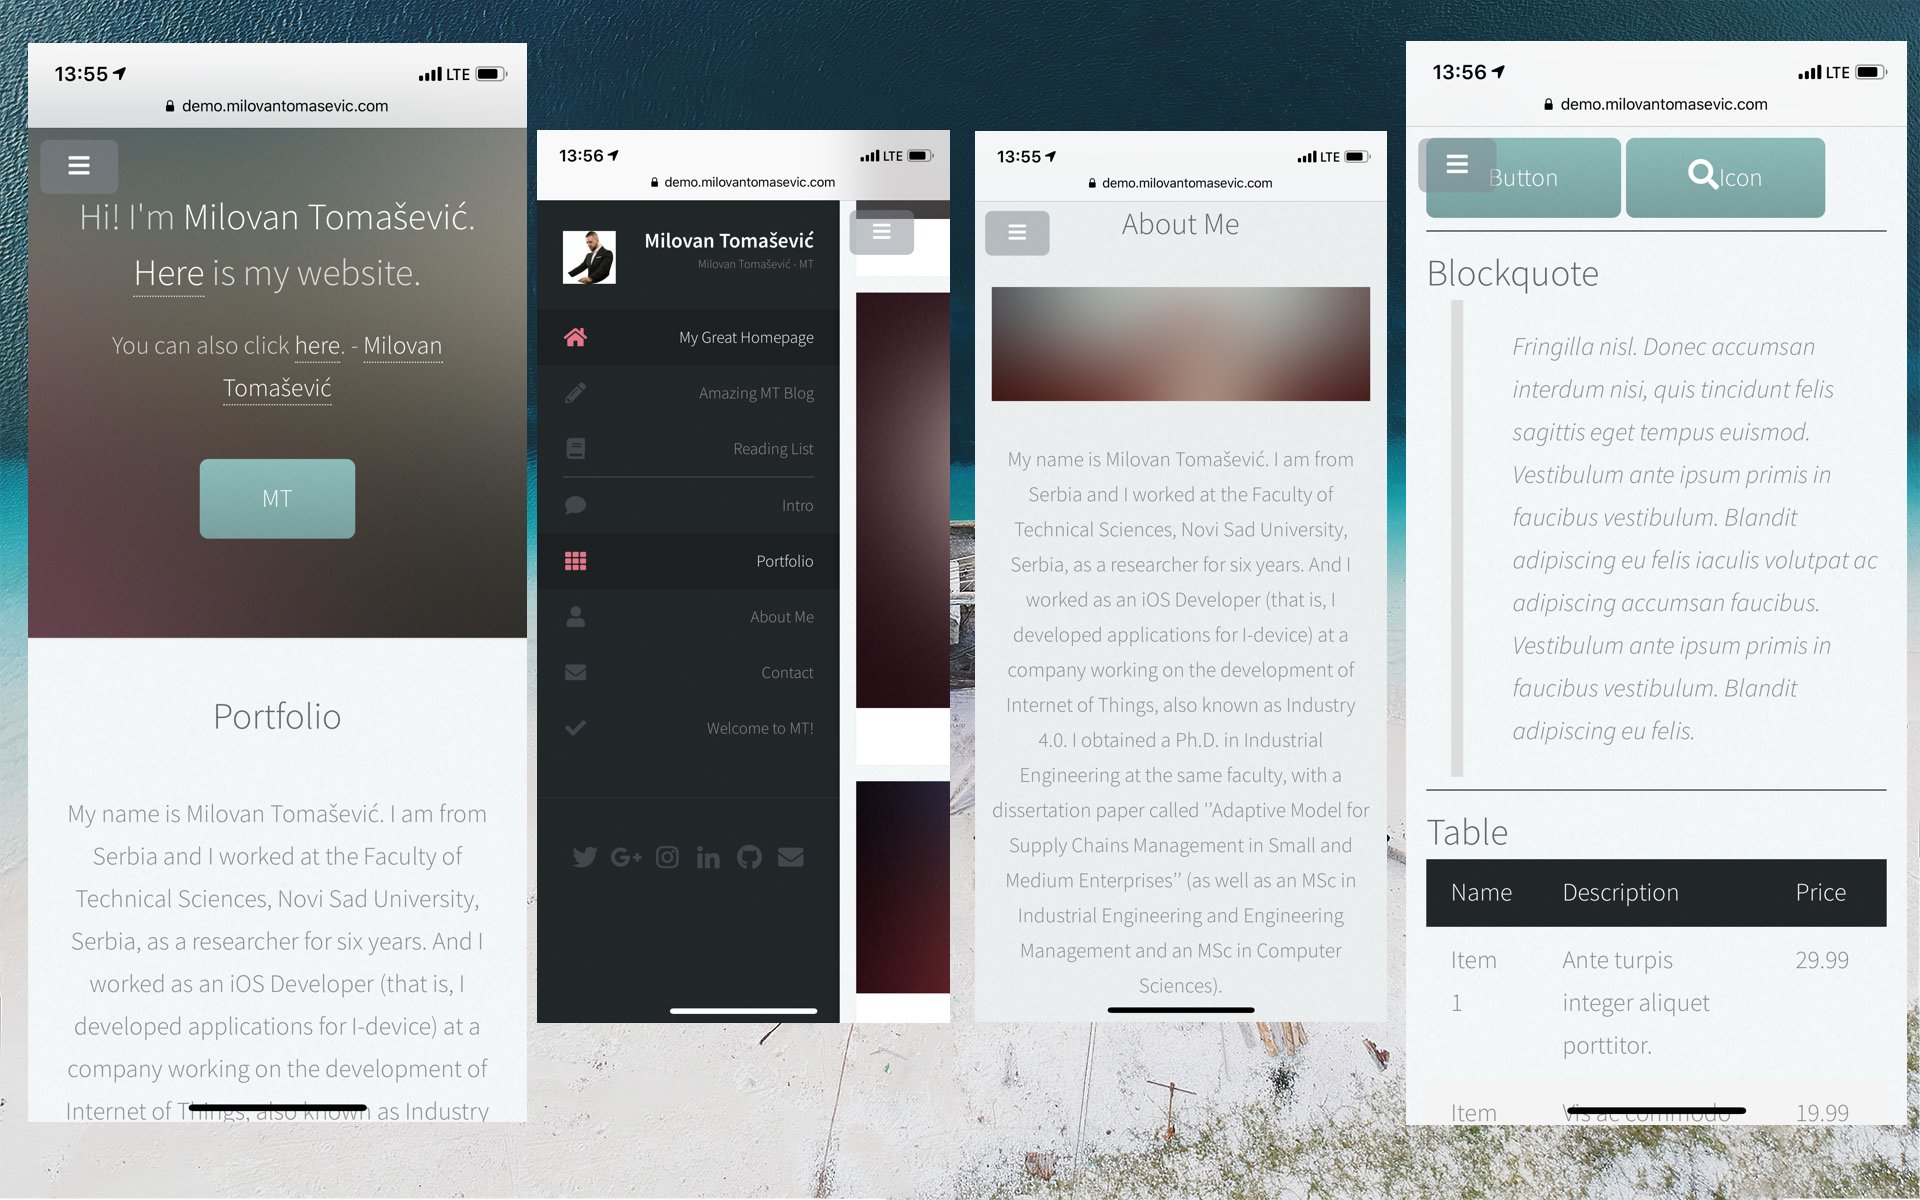 13:55
LTE
demo.milovantomasevic.com
Hi! I'm Milovan Tomašević.
Here is my website.
You can also click here. - Milovan
Tomašević
MT
Portfolio
My name is Milovan Tomašević. I am from
Serbia and I worked at the Faculty of
Technical Sciences, Novi Sad University,
Serbia, as a researcher for six years. And I
worked as an iOS Developer (that is, I
developed applications for I-device) at a
company working on the development of
Internet of Things, also known as Industry
13:56
LTE
demo.milovantomasevic.com
Milovan Tomašević
Milovan Tomašević - MT
My Great Homepage
Amazing MT Blog
Reading List
Intro
Portfolio
About Me
Contact
Welcome to MT!
13:55
LTE
demo.milovantomasevic.com
About Me
My name is Milovan Tomašević. I am from
Serbia and I worked at the Faculty of
Technical Sciences, Novi Sad University,
Serbia, as a researcher for six years. And I
worked as an iOS Developer (that is, I
developed applications for I-device) at a
company working on the development of
Internet of Things, also known as Industry
4.0. I obtained a Ph.D. in Industrial
Engineering at the same faculty, with a
dissertation paper called ''Adaptive Model for
Supply Chains Management in Small and
Medium Enterprises'' (as well as an MSc in
Industrial Engineering and Engineering
Management and an MSc in Computer
Sciences).
13:56
LTE
demo.milovantomasevic.com
Button
Icon
Blockquote
Fringilla nisl. Donec accumsan
interdum nisi, quis tincidunt felis
sagittis eget tempus euismod.
Vestibulum ante ipsum primis in
faucibus vestibulum. Blandit
adipiscing eu felis iaculis volutpat ac
adipiscing accumsan faucibus.
Vestibulum ante ipsum primis in
faucibus vestibulum. Blandit
adipiscing eu felis.
Table
Name Description Price
Item Ante turpis 29.99
1 integer aliquet
porttitor.
Item Vis ac commodo 19.99